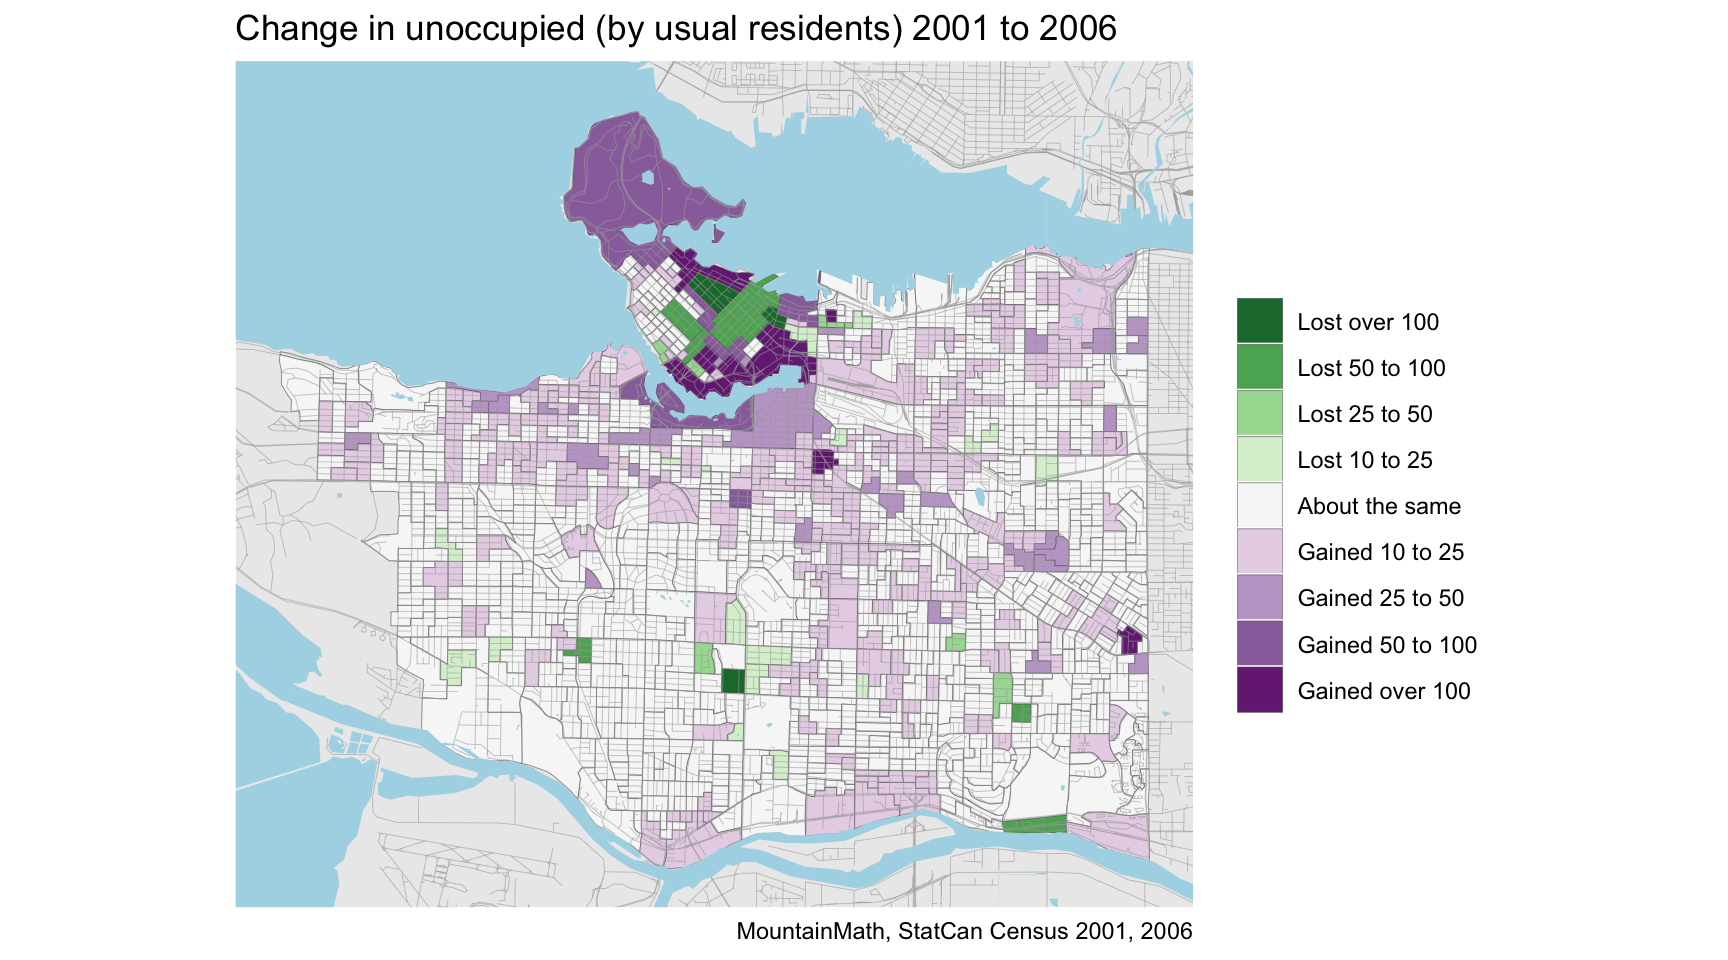 Change in unoccupied (by usual residents) 2001 to 2006
Lost over 100
Lost 50 to 100
Lost 25 to 50
Lost 10 to 25
About the same
Gained 10 to 25
Gained 25 to 50
Gained 50 to 100
Gained over 100
MountainMath, StatCan Census 2001, 2006